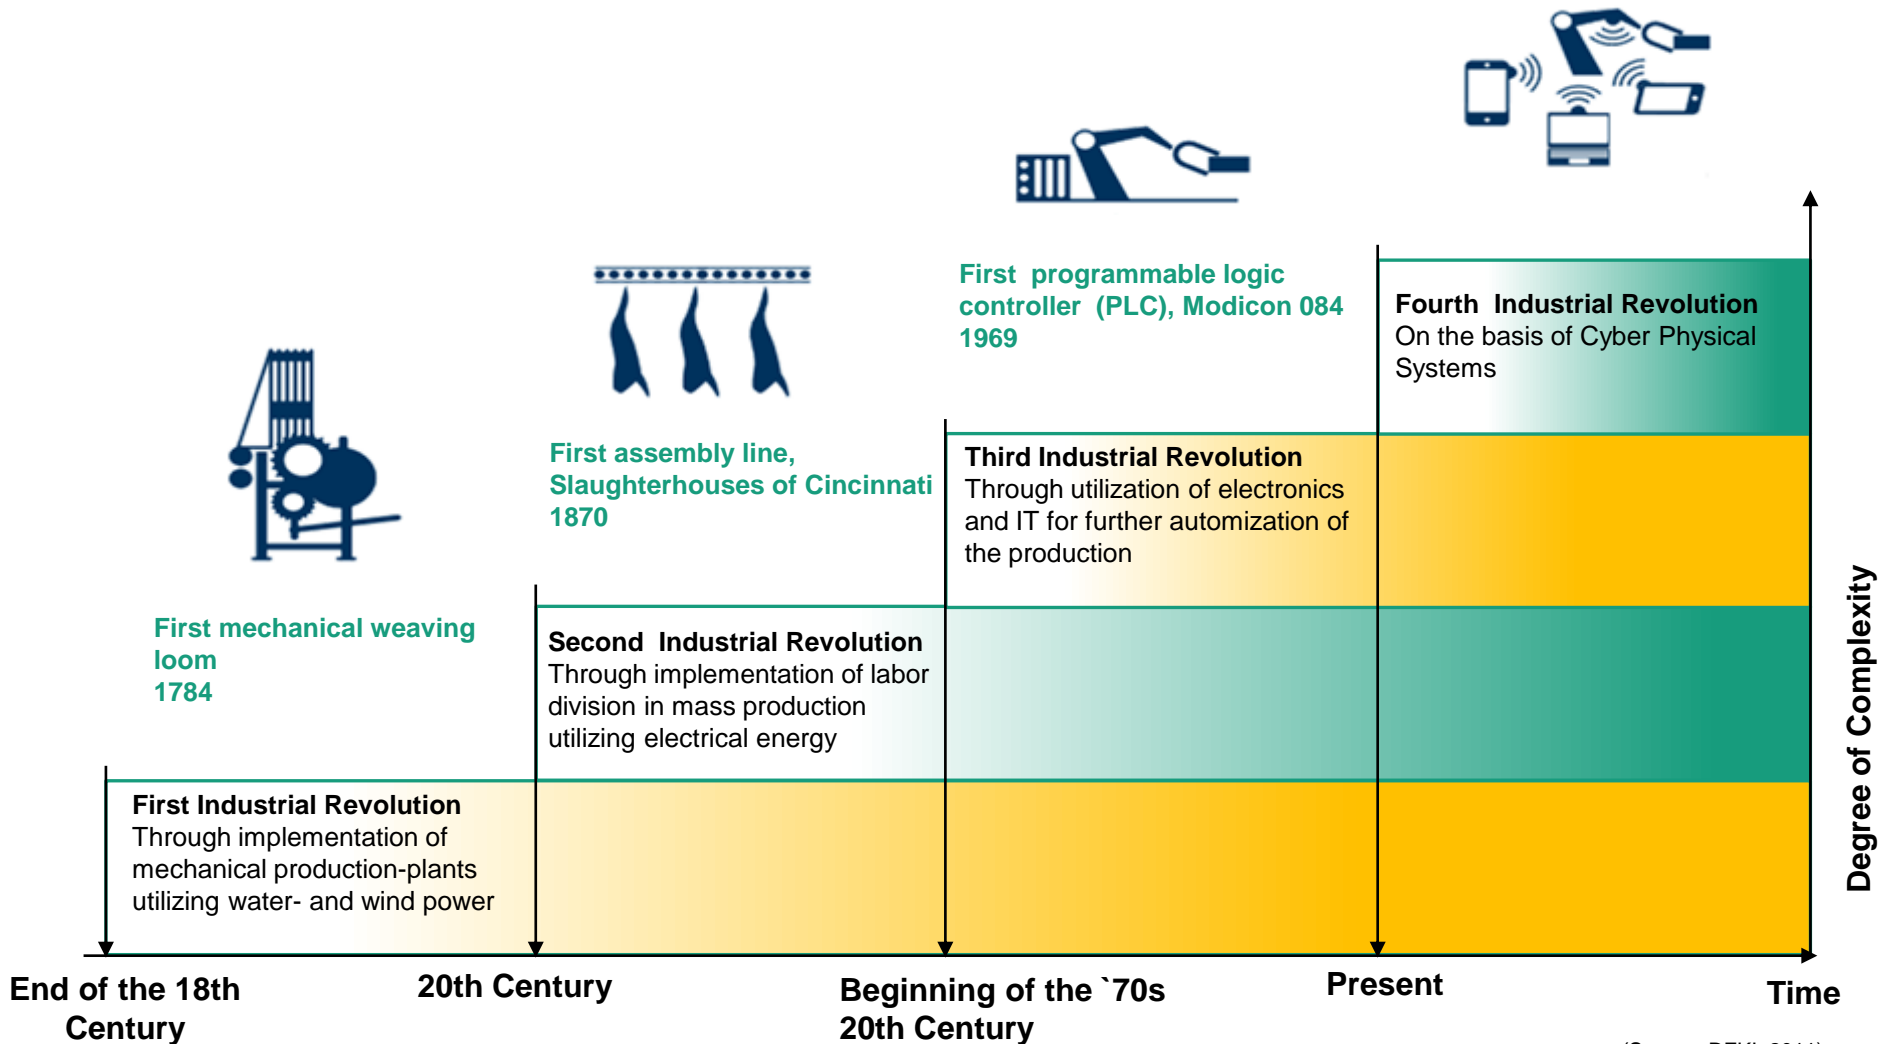 First programmable logic
controller (PLC), Modicon 084
1969
Fourth Industrial Revolution
On the basis of Cyber Physical
Systems
First assembly line,
Slaughterhouses of Cincinnati
1870
Third Industrial Revolution
Through utilization of electronics
and IT for further automization of
the production
First mechanical weaving
loom
1784
Second Industrial Revolution
Through implementation of labor
division in mass production
utilizing electrical energy
First Industrial Revolution
Through implementation of
mechanical production-plants
utilizing water- and wind power
Degree of Complexity
End of the 18th
Century
20th Century
Beginning of the `70s
20th Century
Present
Time